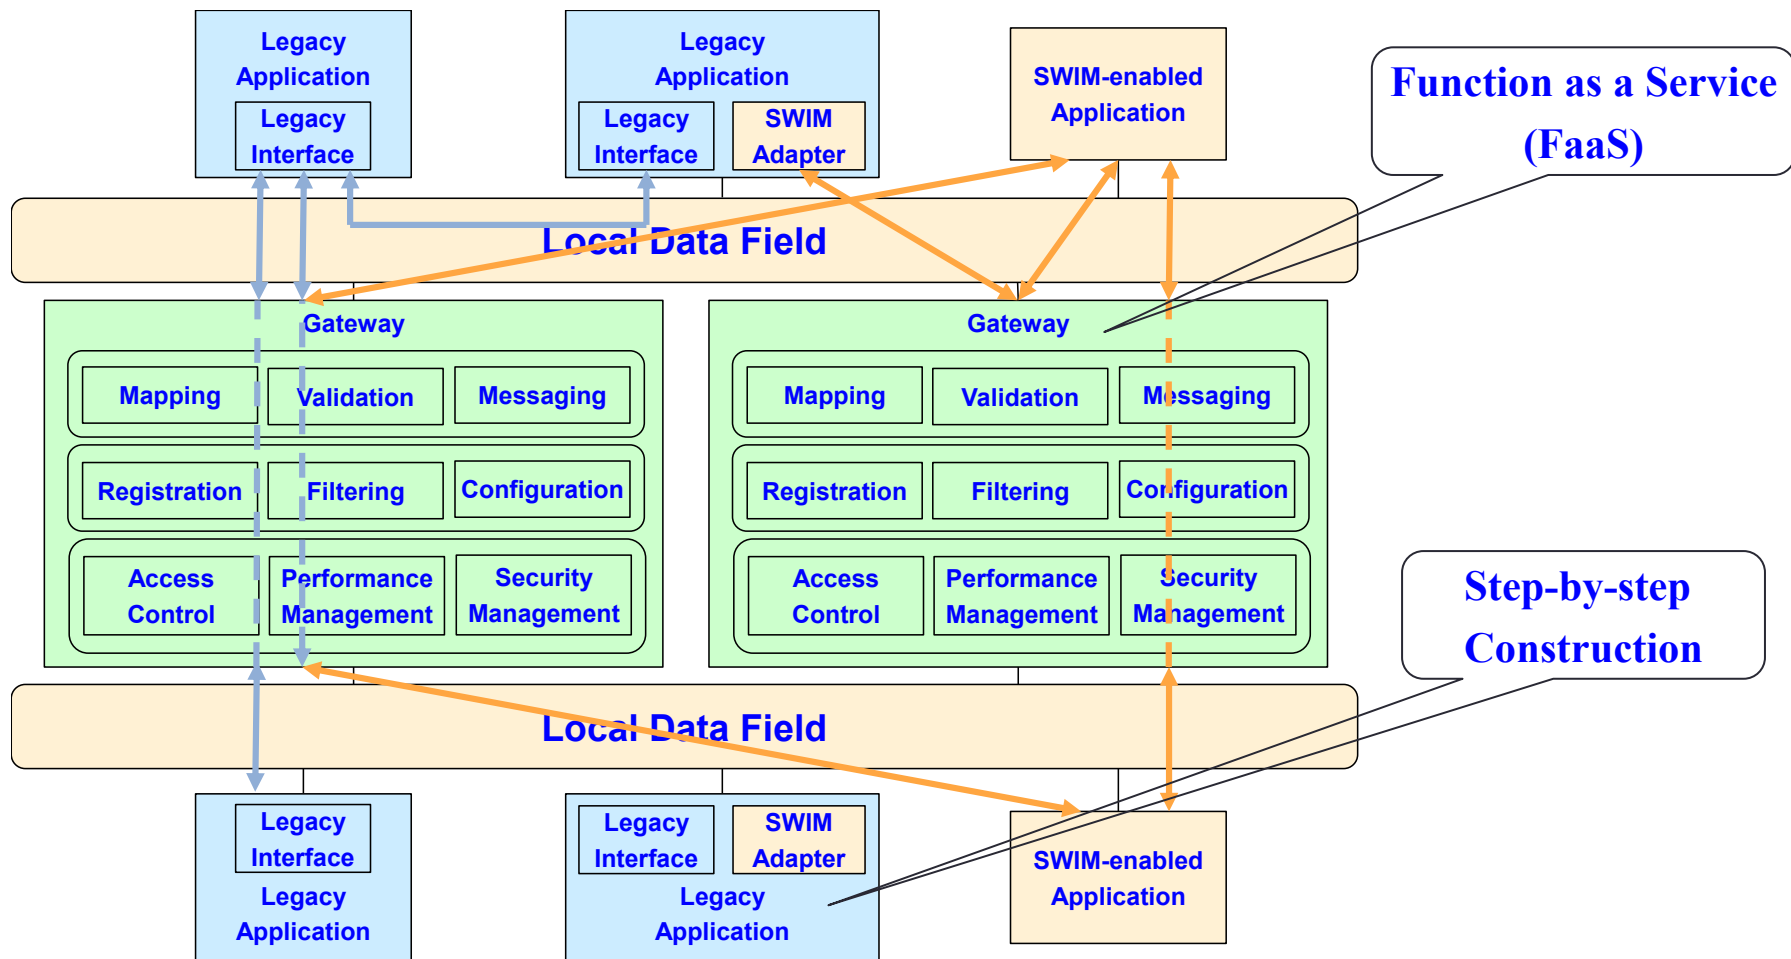 Legacy
Application
Legacy
Interface
Legacy
Application
Legacy
Interface
SWIM
Adapter
SWIM-enabled
Application
Function as a Service
(FaaS)
Local Data Field
Gateway
Mapping
Validation
Messaging
Registration
Filtering
Configuration
Access
Control
Performance
Management
Security
Management
Gateway
Mapping
Validation
Messaging
Registration
Filtering
Configuration
Access
Control
Performance
Management
Security
Management
Step-by-step
Construction
Local Data Field
Legacy
Interface
Legacy
Application
Legacy
Interface
SWIM
Adapter
Legacy
Application
SWIM-enabled
Application